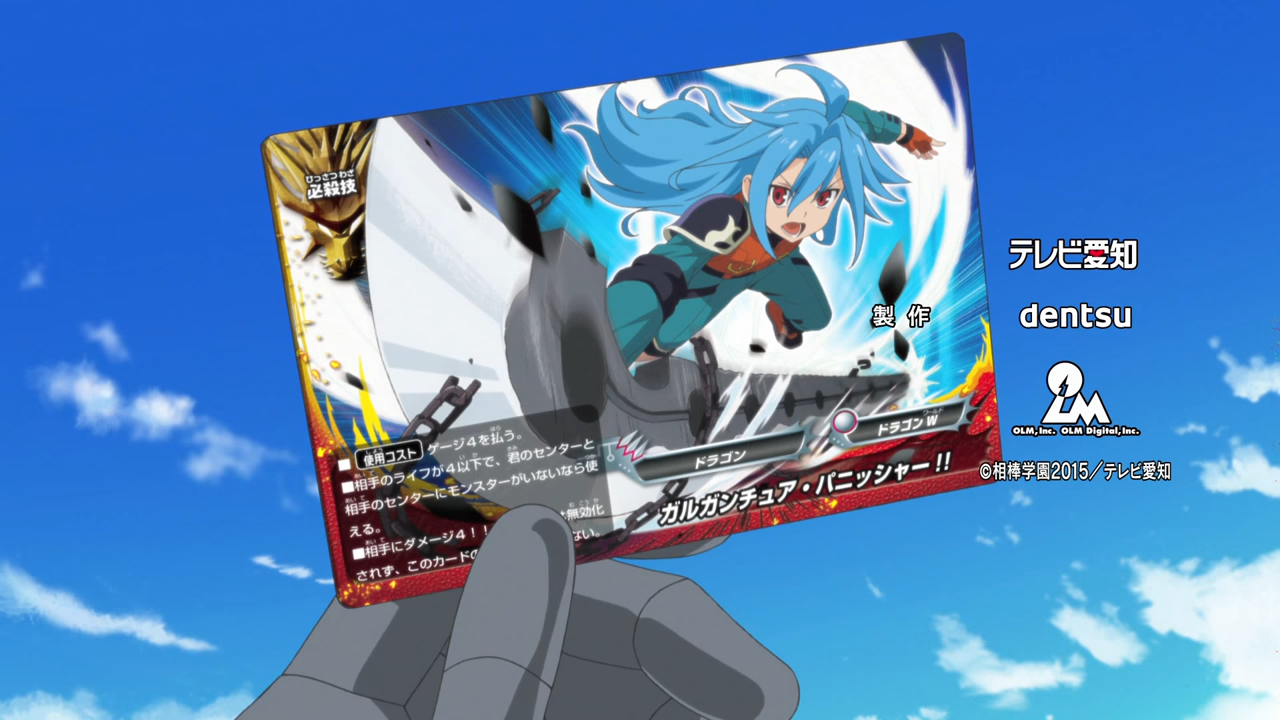 ひっさつわざ
必殺技
テレビ愛知
製作
dentsu
OLM, Inc. OLM Digital, Inc.
©相棒学園2015／テレビ愛知
■使用コスト ゲージ4を払う。
■相手のライフが4以下で、君のセンターと
相手のセンターにモンスターがいないなら使
える。
■相手にダメージ4！！
無効化
されず、このカードの
ない。
ドラゴン
ドラゴンW
ワールド
ガルガンチュア・パニッシャー!!